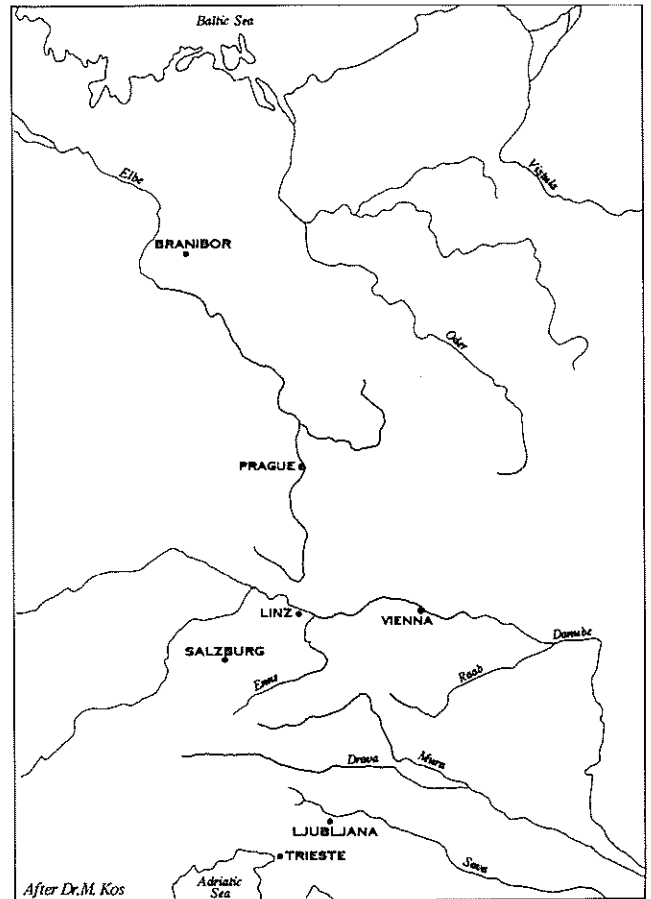 Baltic Sea
Elbe
Vistula
BRANIBOR
Oder
PRAGUE
LINZ
VIENNA
Danube
SALZBURG
Enns
Raab
Drava
Mura
LJUBLJANA
TRIESTE
Sava
Adriatic
Sea
After Dr.M. Kos